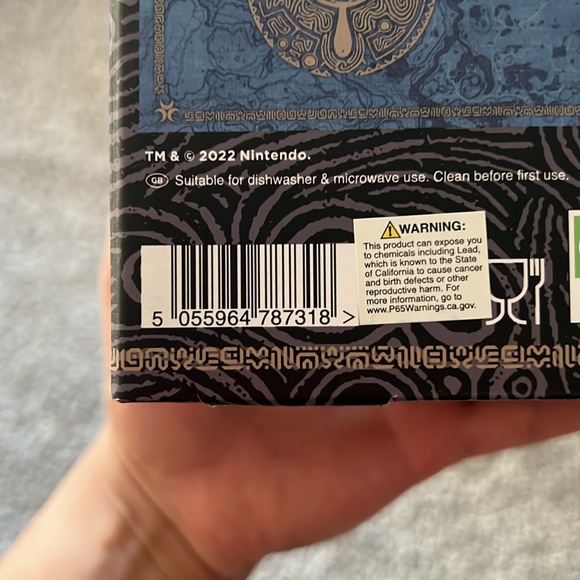 TM & © 2022 Nintendo.
GB Suitable for dishwasher & microwave use. Clean before first use.
WARNING:
This product can expose you
to chemicals including Lead,
which is known to the State
of California to cause cancer
and birth defects or other
reproductive harm. For
more information, go to
www.P65Warnings.ca.gov.
5 055964 787318 >